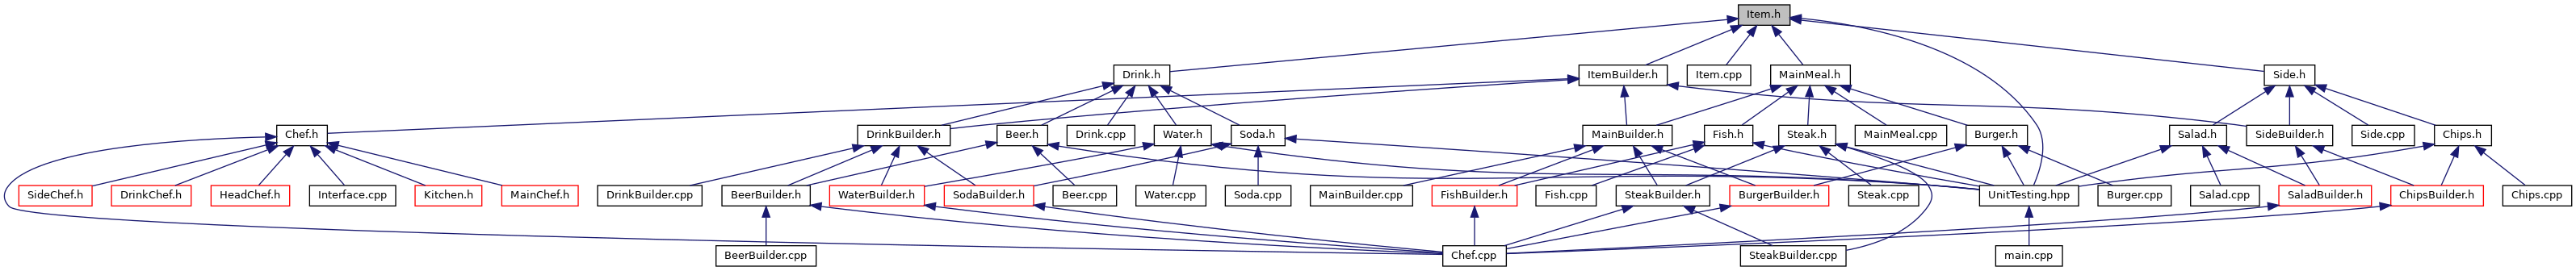 Item.h
Drink.h
ItemBuilder.h
Item.cpp
MainMeal.h
Side.h
Chef.h
DrinkBuilder.h
Beer.h
Drink.cpp
Water.h
Soda.h
MainBuilder.h
Fish.h
Steak.h
MainMeal.cpp
Burger.h
Salad.h
SideBuilder.h
Side.cpp
Chips.h
SideChef.h
DrinkChef.h
HeadChef.h
Interface.cpp
Kitchen.h
MainChef.h
DrinkBuilder.cpp
BeerBuilder.h
WaterBuilder.h
SodaBuilder.h
Beer.cpp
Water.cpp
Soda.cpp
MainBuilder.cpp
FishBuilder.h
Fish.cpp
SteakBuilder.h
BurgerBuilder.h
Steak.cpp
UnitTesting.hpp
Burger.cpp
Salad.cpp
SaladBuilder.h
ChipsBuilder.h
Chips.cpp
BeerBuilder.cpp
Chef.cpp
SteakBuilder.cpp
main.cpp